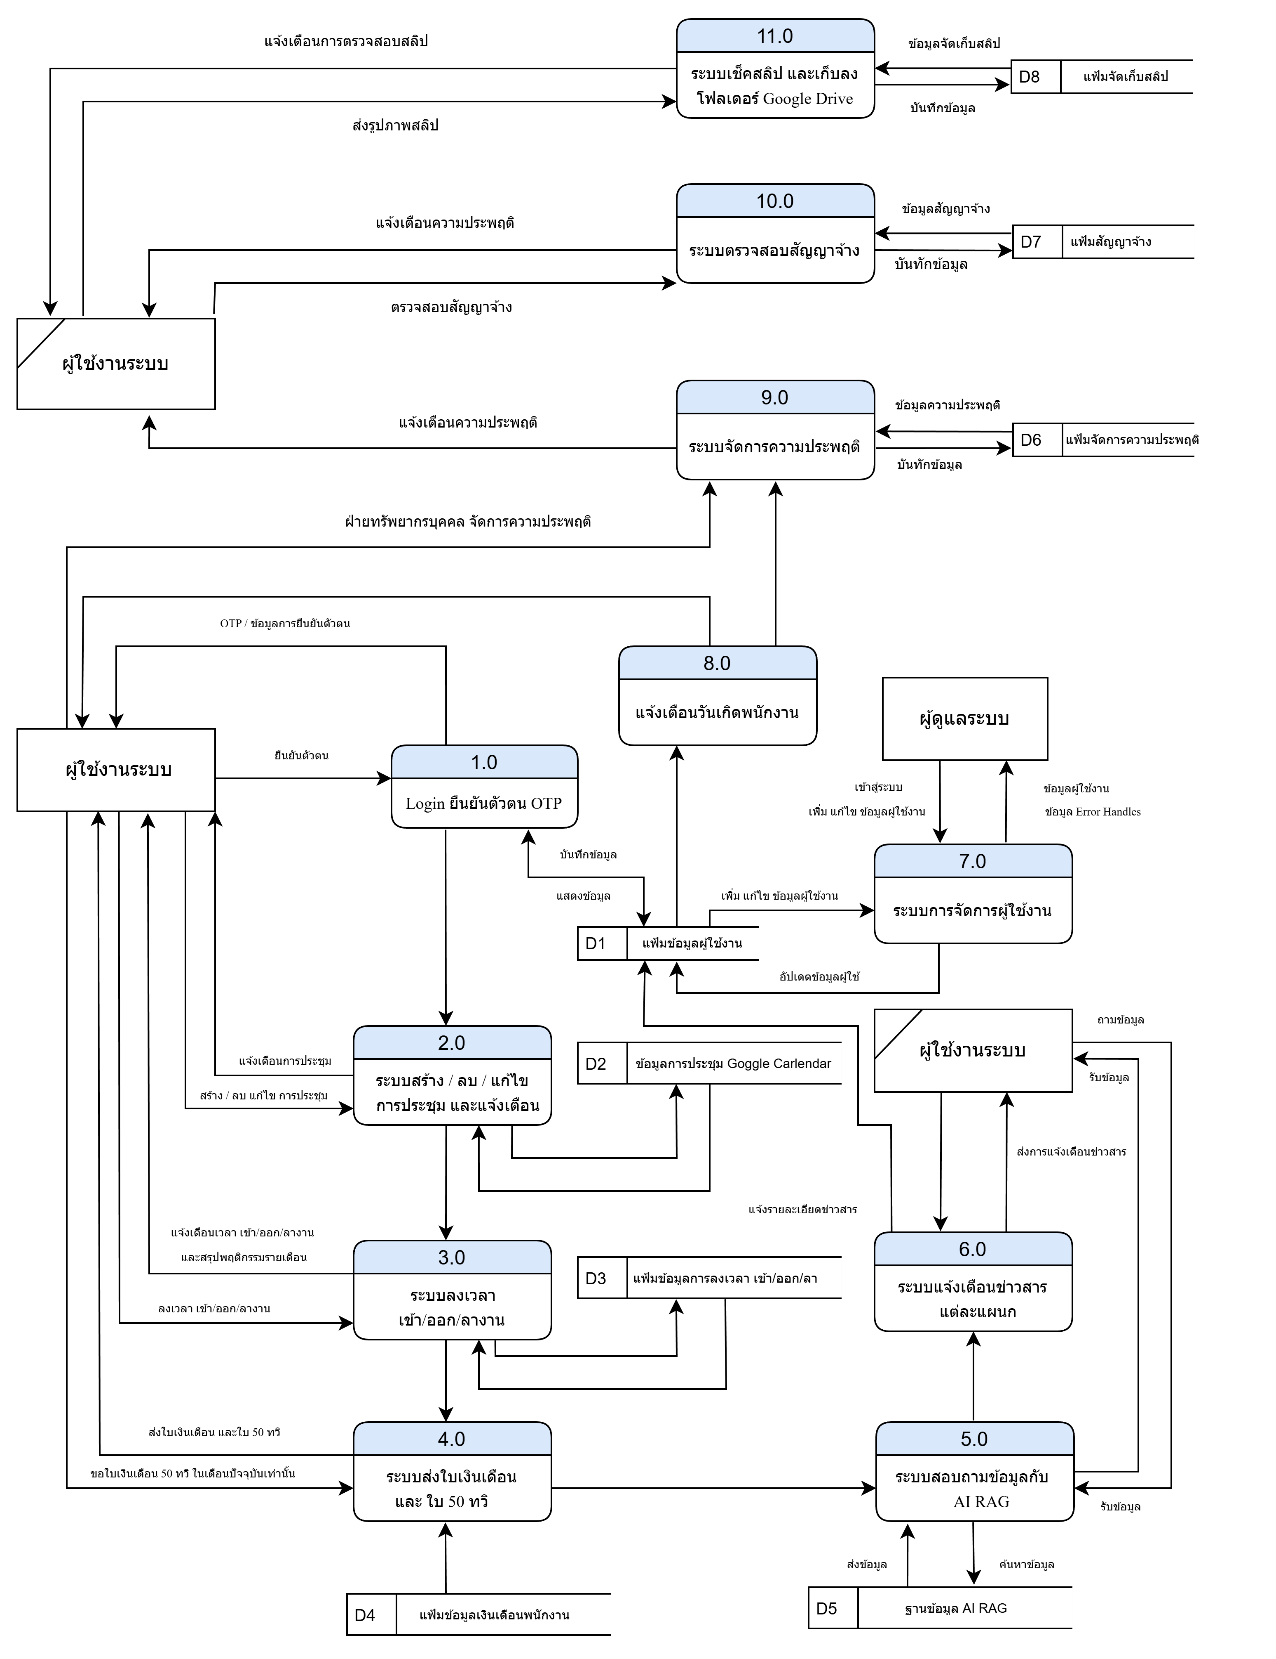 แจ้งเตือนการตรวจสอบสลิป
11.0
ระบบเช็คสลิป และเก็บลง
โฟลเดอร์ Google Drive
ข้อมูลจัดเก็บสลิป
D8
แฟ้มจัดเก็บสลิป
บันทึกข้อมูล
ส่งรูปภาพสลิป
10.0
ระบบตรวจสอบสัญญาจ้าง
แจ้งเตือนความประพฤติ
ข้อมูลสัญญาจ้าง
D7
แฟ้มสัญญาจ้าง
บันทึกข้อมูล
ตรวจสอบสัญญาจ้าง
ผู้ใช้งานระบบ
9.0
ระบบจัดการความประพฤติ
แจ้งเตือนความประพฤติ
ข้อมูลความประพฤติ
D6
แฟ้มจัดการความประพฤติ
บันทึกข้อมูล
ฝ่ายทรัพยากรบุคคล จัดการความประพฤติ
OTP / ข้อมูลการยืนยันตัวตน
8.0
แจ้งเตือนวันเกิดพนักงาน
ผู้ดูแลระบบ
ผู้ใช้งานระบบ
ยืนยันตัวตน
1.0
Login ยืนยันตัวตน OTP
เข้าสู่ระบบ
เพิ่ม แก้ไข ข้อมูลผู้ใช้งาน
ข้อมูลผู้ใช้งาน
ข้อมูล Error Handles
บันทึกข้อมูล
แสดงข้อมูล
7.0
ระบบการจัดการผู้ใช้งาน
เพิ่ม แก้ไข ข้อมูลผู้ใช้งาน
D1
แฟ้มข้อมูลผู้ใช้งาน
อัปเดตข้อมูลผู้ใช้
ผู้ใช้งานระบบ
ถามข้อมูล
รับข้อมูล
2.0
ระบบสร้าง / ลบ / แก้ไข
การประชุม และแจ้งเตือน
แจ้งเตือนการประชุม
สร้าง / ลบ แก้ไข การประชุม
D2
ข้อมูลการประชุม Goggle Carlendar
ส่งการแจ้งเตือนข่าวสาร
แจ้งรายละเอียดข่าวสาร
แจ้งเตือนเวลา เข้า/ออก/ลางาน
และสรุปพฤติกรรมรายเดือน
3.0
ระบบลงเวลา
เข้า/ออก/ลางาน
D3
แฟ้มข้อมูลการลงเวลา เข้า/ออก/ลา
6.0
ระบบแจ้งเตือนข่าวสาร
แต่ละแผนก
ลงเวลา เข้า/ออก/ลางาน
ส่งใบเงินเดือน และใบ 50 ทวิ
ขอใบเงินเดือน 50 ทวิ ในเดือนปัจจุบันเท่านั้น
4.0
ระบบส่งใบเงินเดือน
และ ใบ 50 ทวิ
5.0
ระบบสอบถามข้อมูลกับ
AI RAG
รับข้อมูล
ส่งข้อมูล
ค้นหาข้อมูล
D4
แฟ้มข้อมูลเงินเดือนพนักงาน
D5
ฐานข้อมูล AI RAG